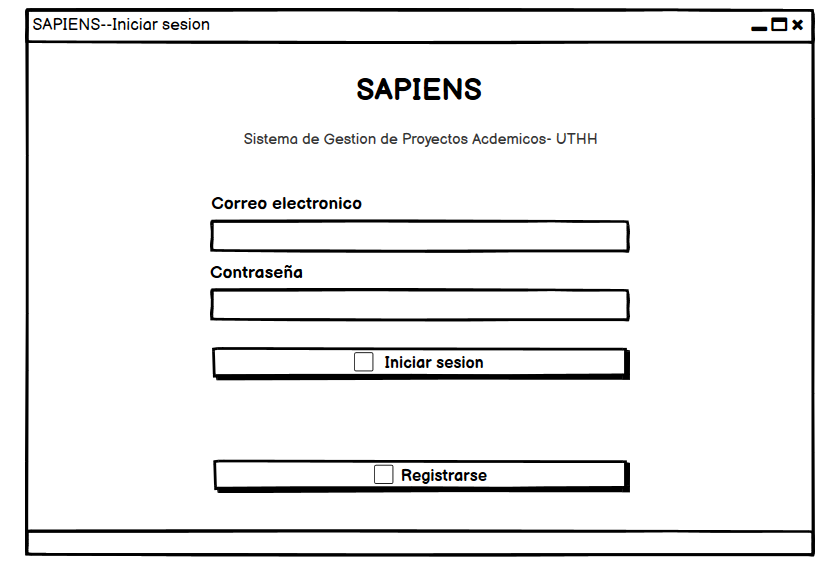 SAPIENS--Iniciar sesion
SAPIENS
Sistema de Gestion de Proyectos Acdemicos- UTHH
Correo electronico
Contraseña
Iniciar sesion
Registrarse